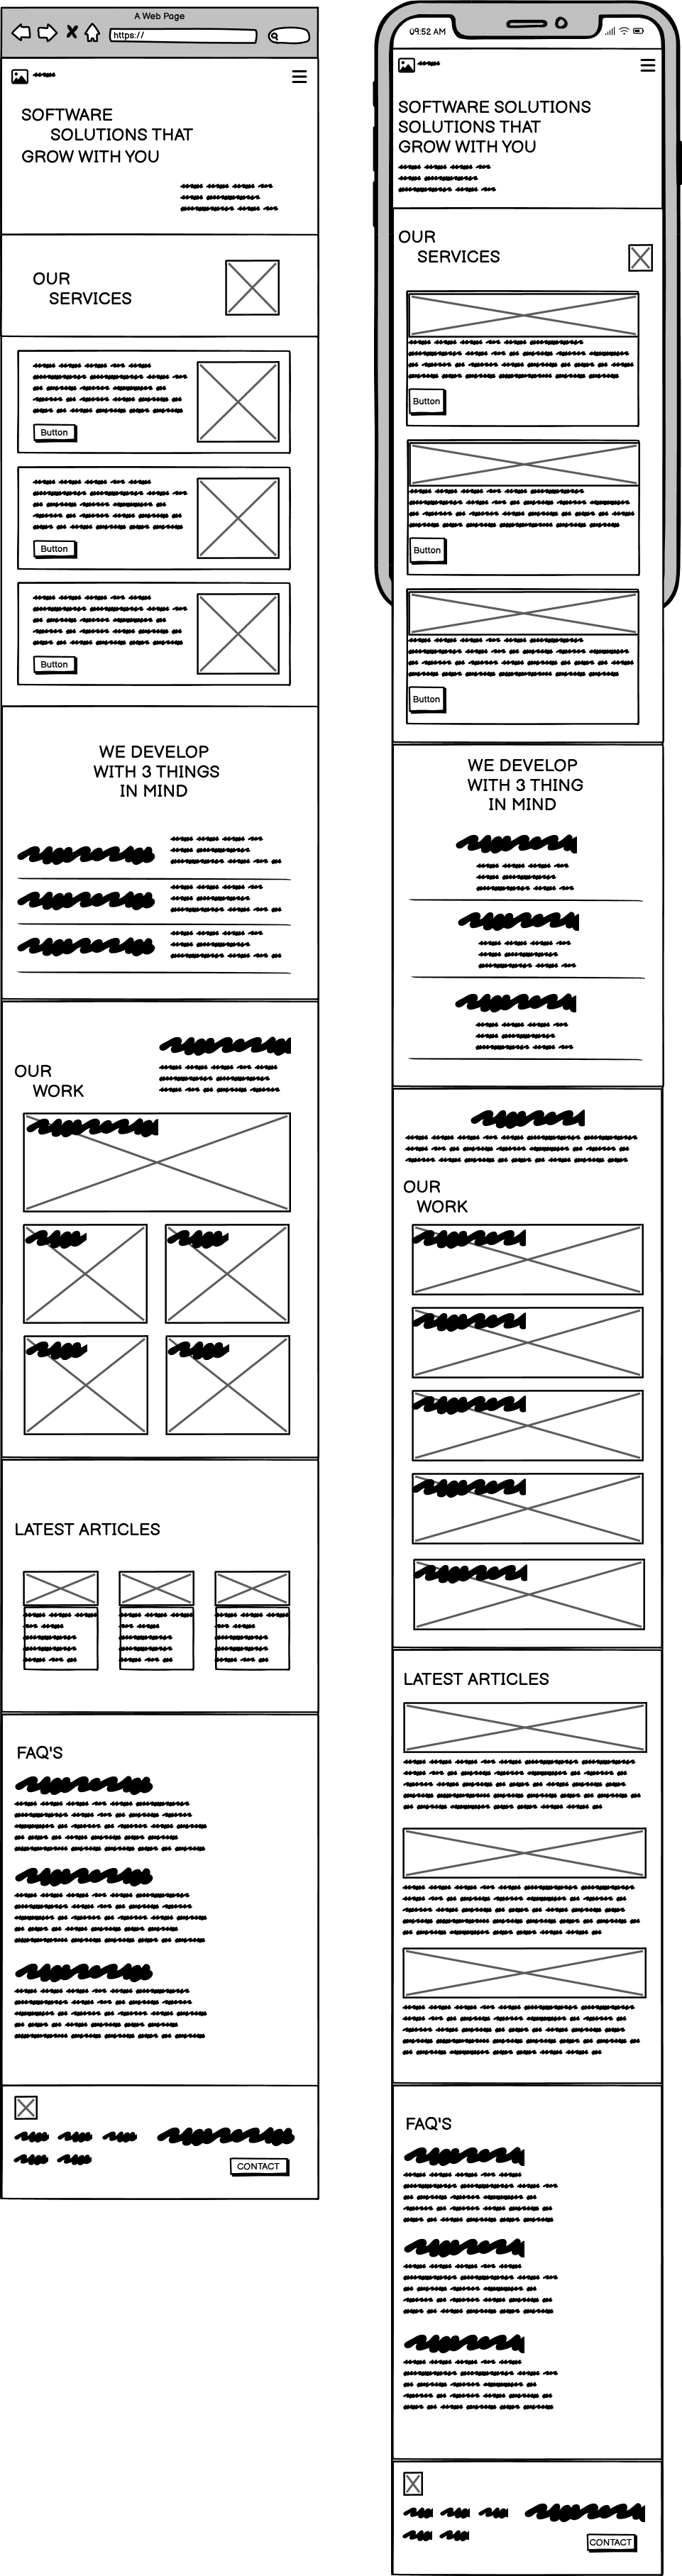 A Web Page
https://
SOFTWARE
SOLUTIONS THAT
GROW WITH YOU
OUR
SERVICES
Button
Button
Button
WE DEVELOP
WITH 3 THINGS
IN MIND
OUR
WORK
LATEST ARTICLES
FAQ'S
CONTACT
09:52 AM
SOFTWARE SOLUTIONS
SOLUTIONS THAT
GROW WITH YOU
OUR
SERVICES
Button
Button
Button
WE DEVELOP
WITH 3 THING
IN MIND
OUR
WORK
LATEST ARTICLES
FAQ'S
CONTACT